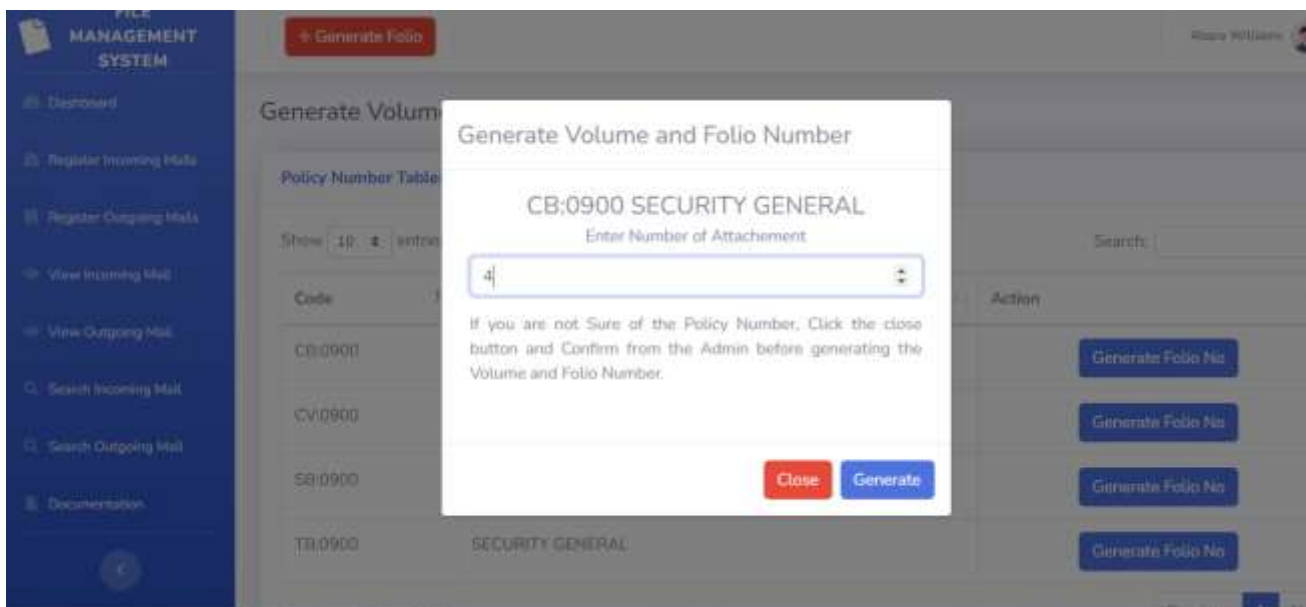 FILE
MANAGEMENT
SYSTEM
Dashboard
Register Incoming Mails
Register Outgoing Mails
View Incoming Mail
View Outgoing Mail
Search Incoming Mail
Search Outgoing Mail
Documentation
+ Generate Folio
Williams
Generate Volum
Policy Number Table
Show 10 entrie
Search:
Code
Action
CB:0900
Generate Folio No
CV:0900
Generate Folio No
SB:0900
Generate Folio No
TB:0900 SECURITY GENERAL
Generate Folio No
Generate Volume and Folio Number
CB:0900 SECURITY GENERAL
Enter Number of Attachement
4
If you are not Sure of the Policy Number, Click the close
button and Confirm from the Admin before generating the
Volume and Folio Number.
Close Generate